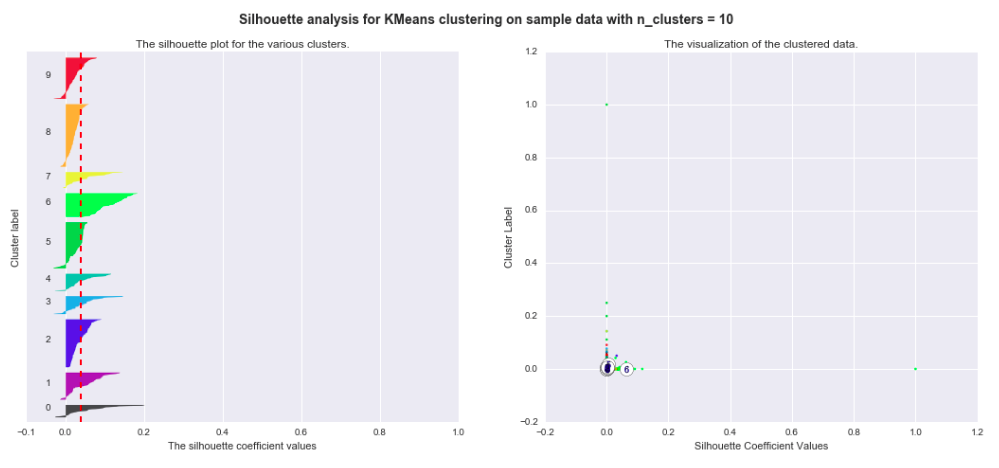 Silhouette analysis for KMeans clustering on sample data with n_clusters = 10
The silhouette plot for the various clusters.
9
8
7
6
5
4
3
2
1
0
Cluster label
−0.1 0.0 0.2 0.4 0.6 0.8 1.0
The silhouette coefficient values
The visualization of the clustered data.
1.2
1.0
0.8
0.6
0.4
0.2
0.0
−0.2
Cluster Label
6
−0.2 0.0 0.2 0.4 0.6 0.8 1.0 1.2
Silhouette Coefficient Values